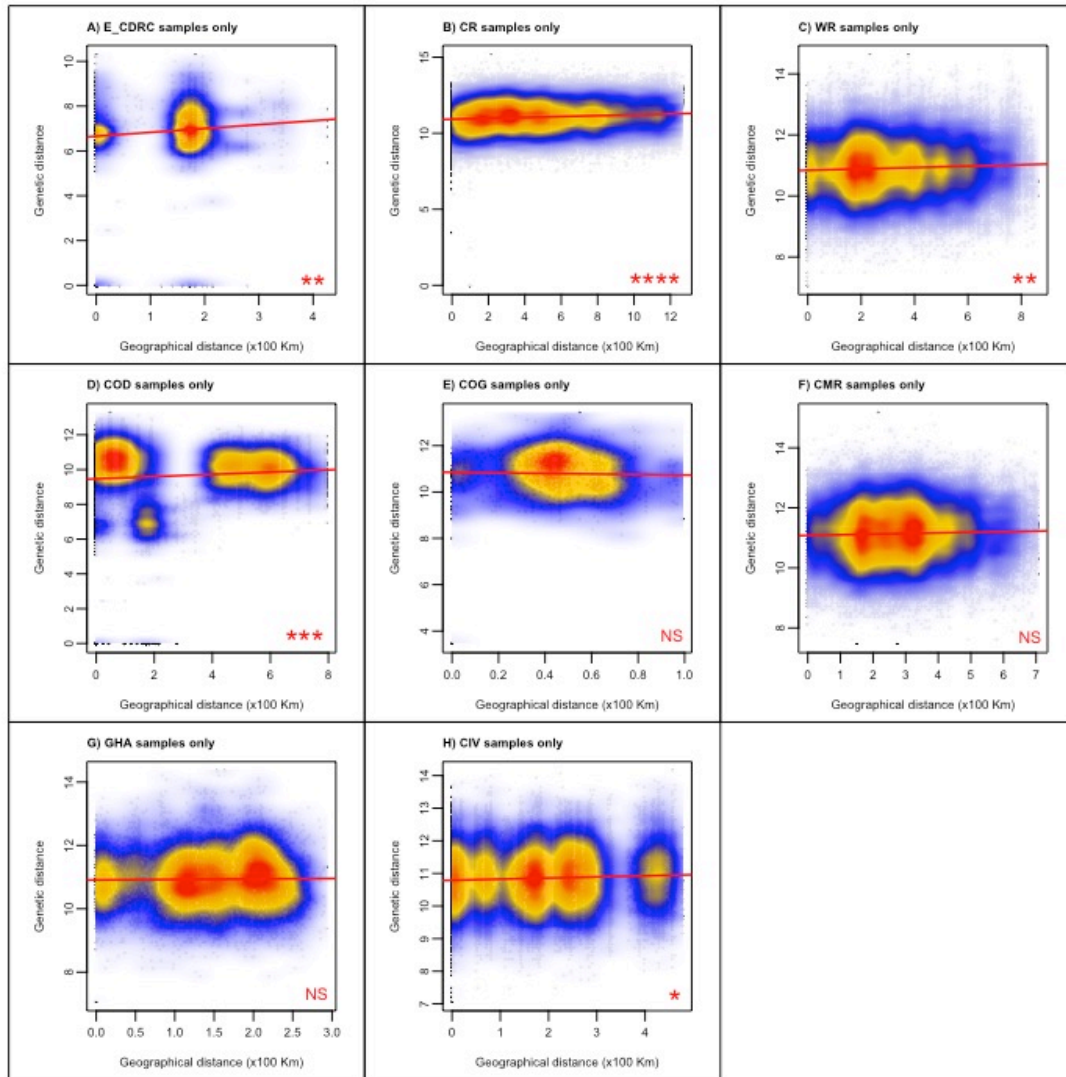 A) E_CDRC samples only
Genetic distance
10
8
6
4
2
0
**
0 1 2 3 4
Geographical distance (x100 Km)
B) CR samples only
Genetic distance
15
10
5
0
****
0 2 4 6 8 10 12
Geographical distance (x100 Km)
C) WR samples only
Genetic distance
14
12
10
8
**
0 2 4 6 8
Geographical distance (x100 Km)
D) COD samples only
Genetic distance
12
10
8
6
4
2
0
***
0 2 4 6 8
Geographical distance (x100 Km)
E) COG samples only
Genetic distance
12
10
8
6
4
NS
0.0 0.2 0.4 0.6 0.8 1.0
Geographical distance (x100 Km)
F) CMR samples only
Genetic distance
14
12
10
8
NS
0 1 2 3 4 5 6 7
Geographical distance (x100 Km)
G) GHA samples only
Genetic distance
14
12
11
10
8
NS
0.0 0.5 1.0 1.5 2.0 2.5 3.0
Geographical distance (x100 Km)
H) CIV samples only
Genetic distance
14
13
12
11
10
9
8
7
*
0 1 2 3 4
Geographical distance (x100 Km)